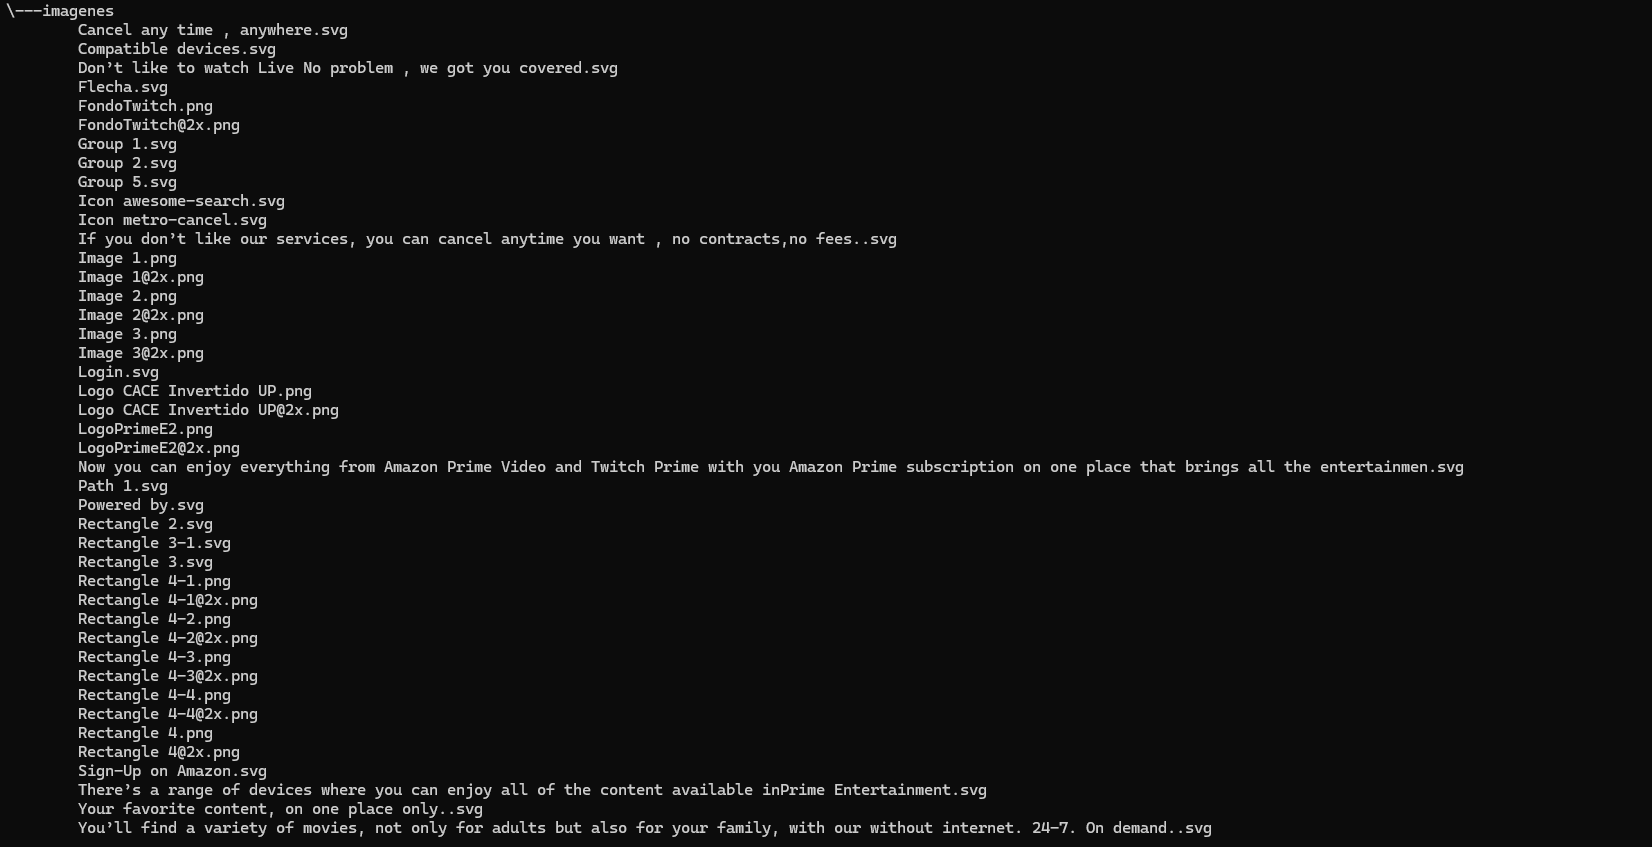 \---imagenes
Cancel any time , anywhere.svg
Compatible devices.svg
Don’t like to watch Live No problem , we got you covered.svg
Flecha.svg
FondoTwitch.png
FondoTwitch@2x.png
Group 1.svg
Group 2.svg
Group 5.svg
Icon awesome-search.svg
Icon metro-cancel.svg
If you don’t like our services, you can cancel anytime you want , no contracts,no fees..svg
Image 1.png
Image 1@2x.png
Image 2.png
Image 2@2x.png
Image 3.png
Image 3@2x.png
Login.svg
Logo CACE Invertido UP.png
Logo CACE Invertido UP@2x.png
LogoPrimeE2.png
LogoPrimeE2@2x.png
Now you can enjoy everything from Amazon Prime Video and Twitch Prime with you Amazon Prime subscription on one place that brings all the entertainmen.svg
Path 1.svg
Powered by.svg
Rectangle 2.svg
Rectangle 3-1.svg
Rectangle 3.svg
Rectangle 4-1.png
Rectangle 4-1@2x.png
Rectangle 4-2.png
Rectangle 4-2@2x.png
Rectangle 4-3.png
Rectangle 4-3@2x.png
Rectangle 4-4.png
Rectangle 4-4@2x.png
Rectangle 4.png
Rectangle 4@2x.png
Sign-Up on Amazon.svg
There’s a range of devices where you can enjoy all of the content available inPrime Entertainment.svg
Your favorite content, on one place only..svg
You’ll find a variety of movies, not only for adults but also for your family, with our without internet. 24-7. On demand..svg